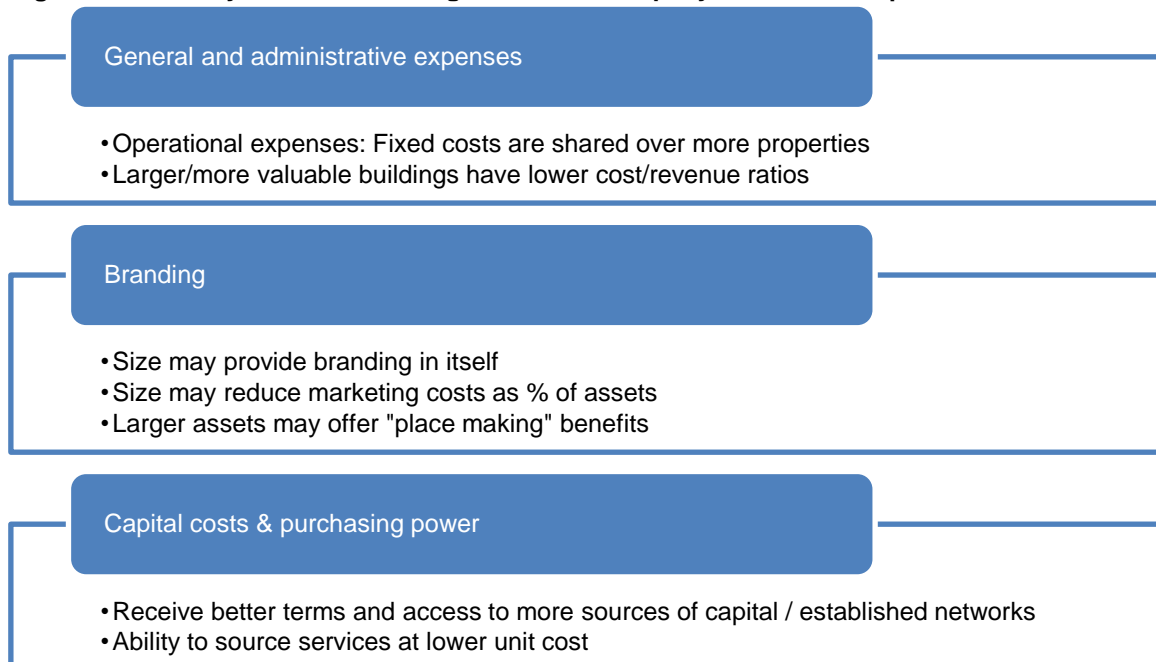 General and administrative expenses
•Operational expenses: Fixed costs are shared over more properties
•Larger/more valuable buildings have lower cost/revenue ratios
Branding
•Size may provide branding in itself
•Size may reduce marketing costs as % of assets
•Larger assets may offer "place making" benefits
Capital costs & purchasing power
•Receive better terms and access to more sources of capital / established networks
•Ability to source services at lower unit cost